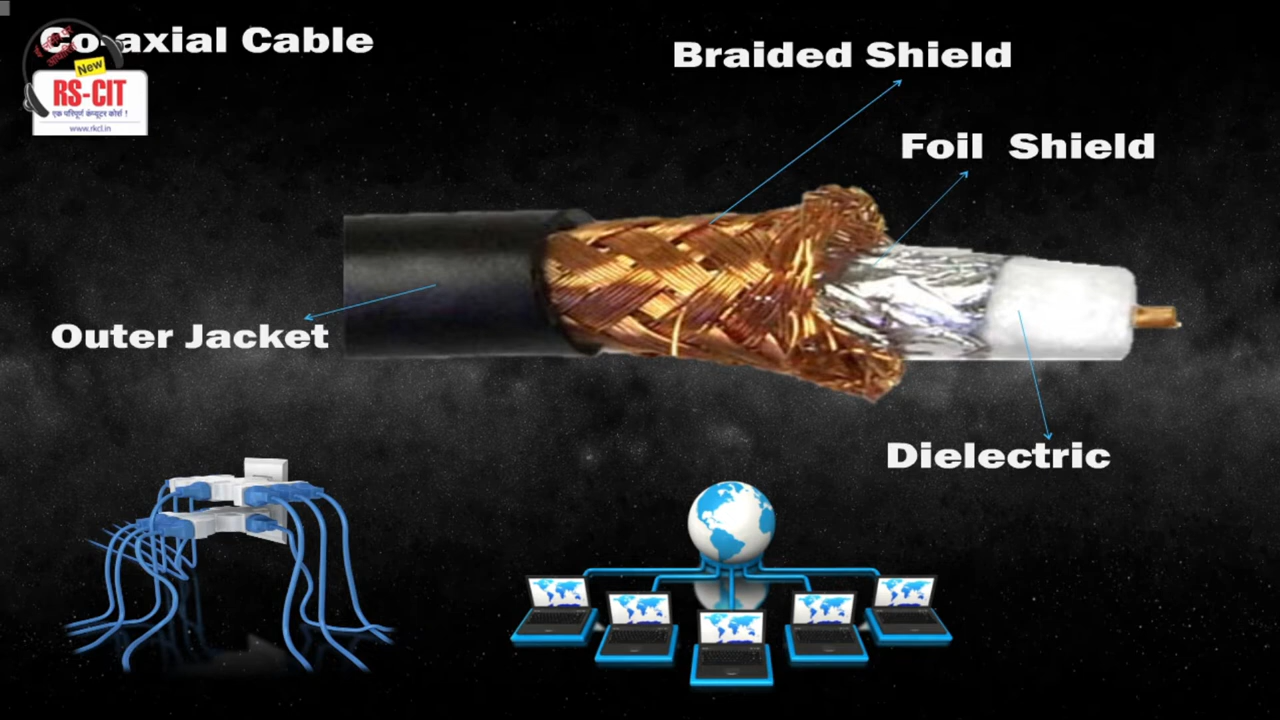 Co-axial Cable
New
RS-CIT
एक परिपूर्ण कंप्यूटर कोर्स !
www.rkcl.in
Braided Shield
Foil Shield
Outer Jacket
Dielectric